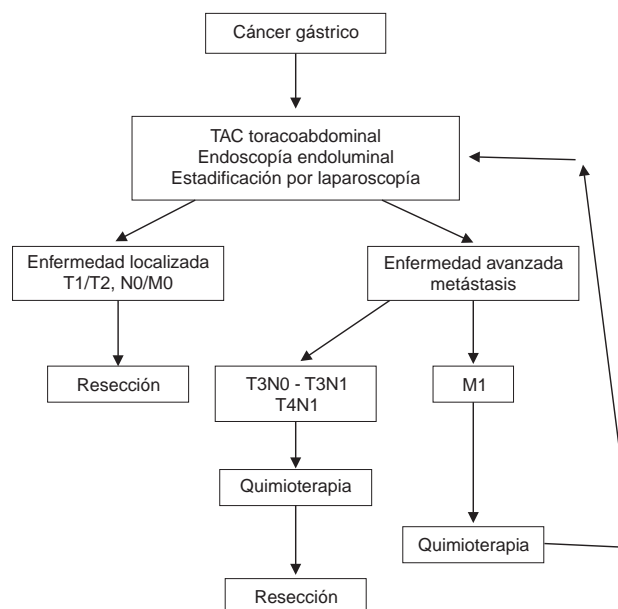 Cáncer gástrico
TAC toracoabdominal
Endoscopía endoluminal
Estadificación por laparoscopía
Enfermedad localizada
T1/T2, N0/M0
Enfermedad avanzada
metástasis
Resección
T3N0 - T3N1
T4N1
M1
Quimioterapia
Quimioterapia
Resección